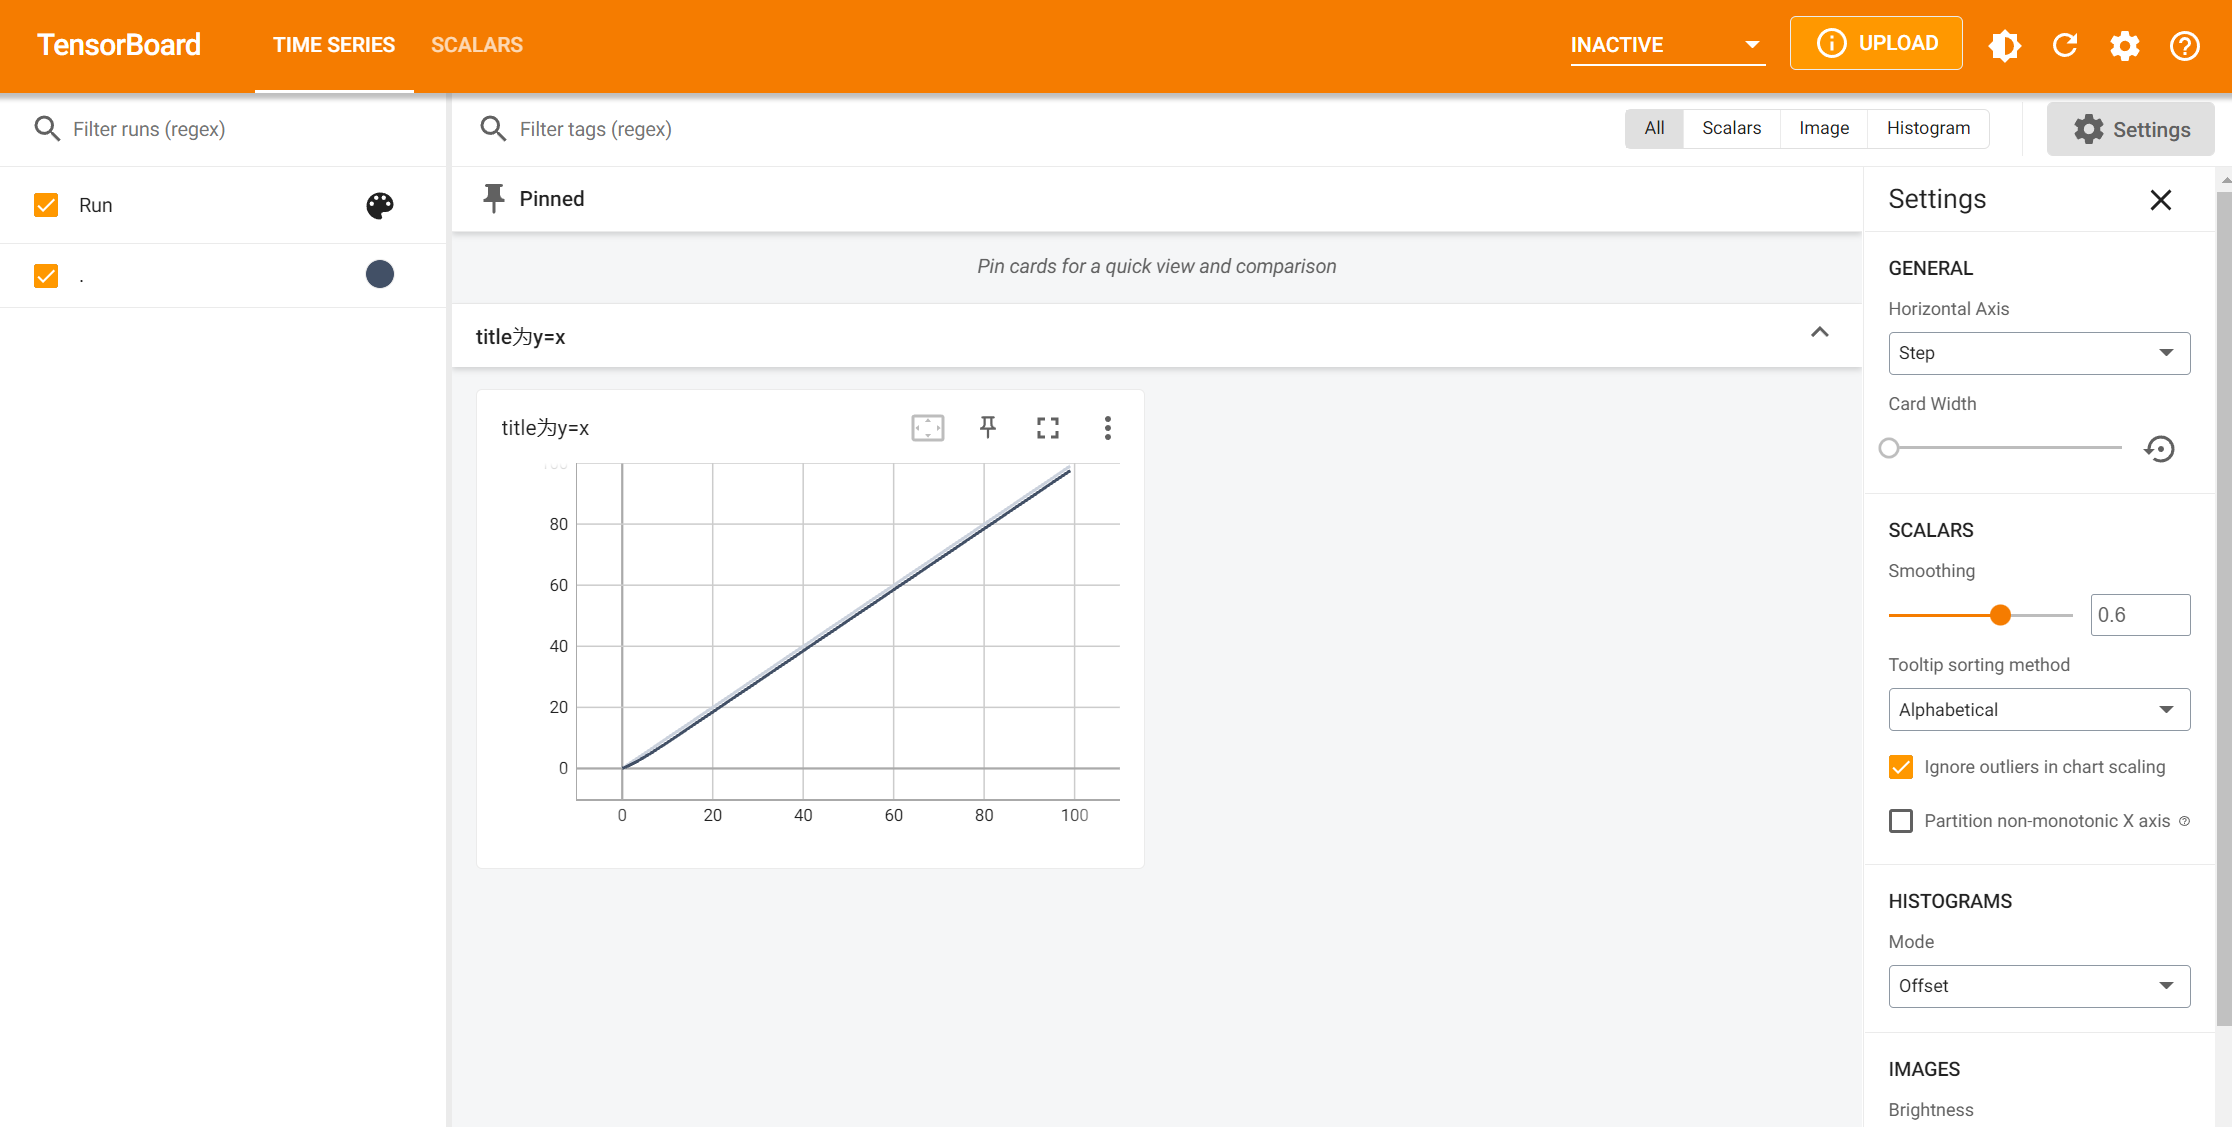 TensorBoard
TIME SERIES
SCALARS
INACTIVE
UPLOAD
Filter runs (regex)
Filter tags (regex)
All
Scalars
Image
Histogram
Settings
Run
.
Pinned
Pin cards for a quick view and comparison
title为y=x
title为y=x
80
60
40
20
0
0 20 40 60 80 100
Settings
GENERAL
Horizontal Axis
Step
Card Width
SCALARS
Smoothing
0.6
Tooltip sorting method
Alphabetical
Ignore outliers in chart scaling
Partition non-monotonic X axis
HISTOGRAMS
Mode
Offset
IMAGES
Brightness